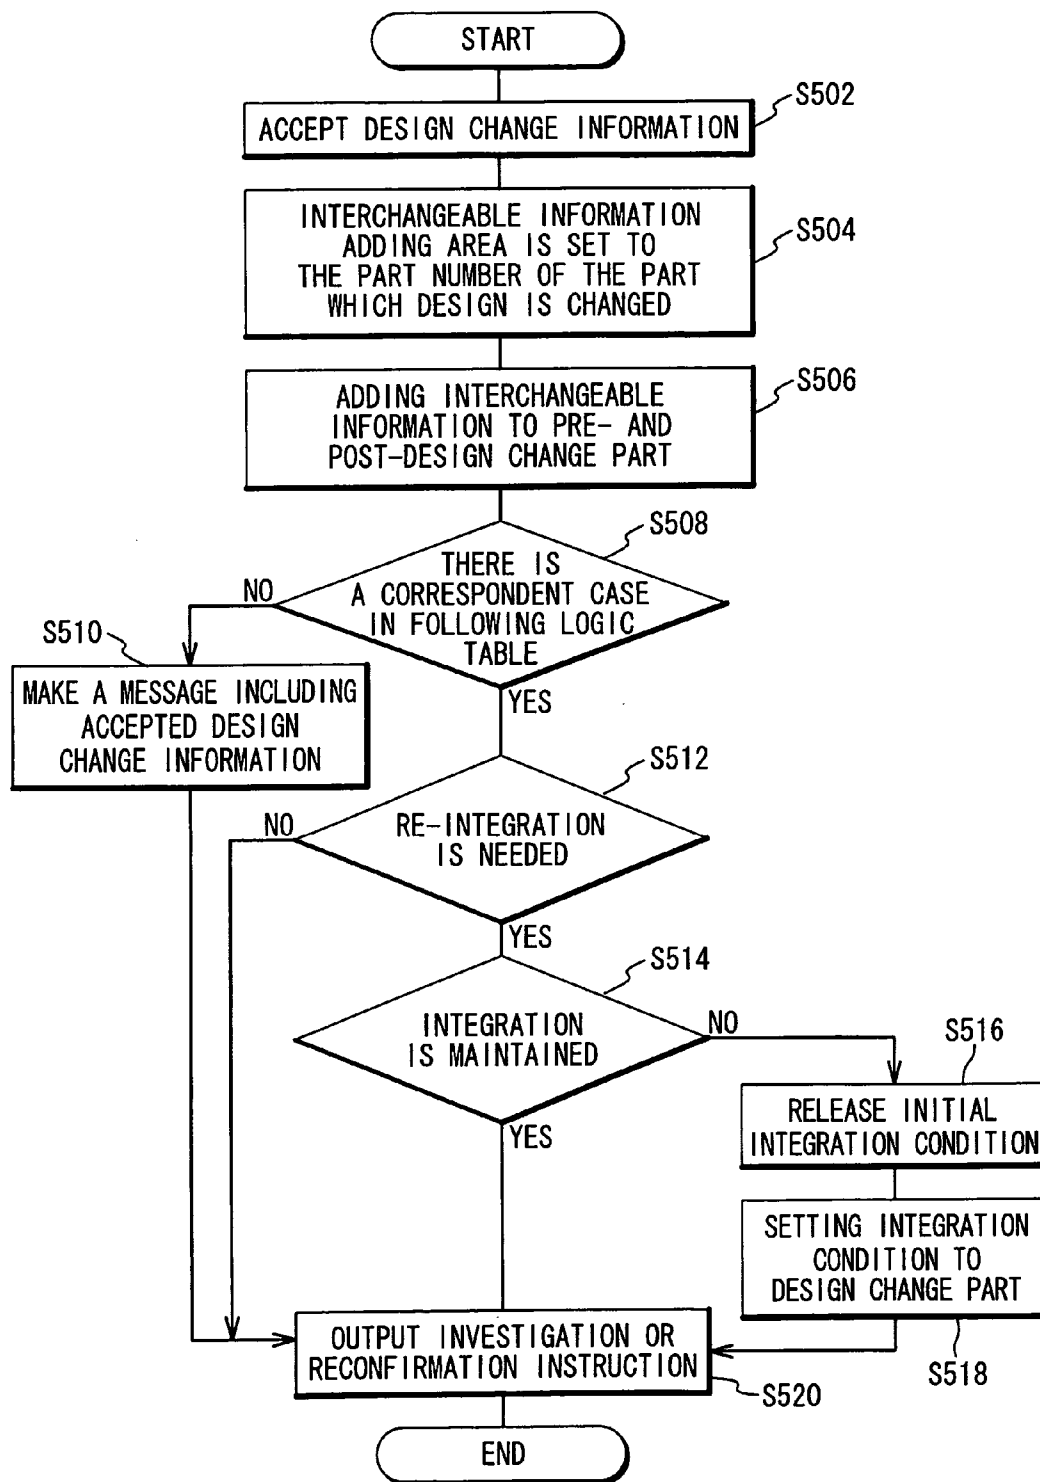 START
S502
ACCEPT DESIGN CHANGE INFORMATION
S504
INTERCHANGEABLE INFORMATION
ADDING AREA IS SET TO
THE PART NUMBER OF THE PART
WHICH DESIGN IS CHANGED
S506
ADDING INTERCHANGEABLE
INFORMATION TO PRE- AND
POST-DESIGN CHANGE PART
S508
THERE IS
A CORRESPONDENT CASE
IN FOLLOWING LOGIC
TABLE
NO
YES
S510
MAKE A MESSAGE INCLUDING
ACCEPTED DESIGN
CHANGE INFORMATION
S512
RE-INTEGRATION
IS NEEDED
NO
YES
S514
INTEGRATION
IS MAINTAINED
NO
YES
S516
RELEASE INITIAL
INTEGRATION CONDITION
SETTING INTEGRATION
CONDITION TO
DESIGN CHANGE PART
S518
OUTPUT INVESTIGATION OR
RECONFIRMATION INSTRUCTION
S520
END